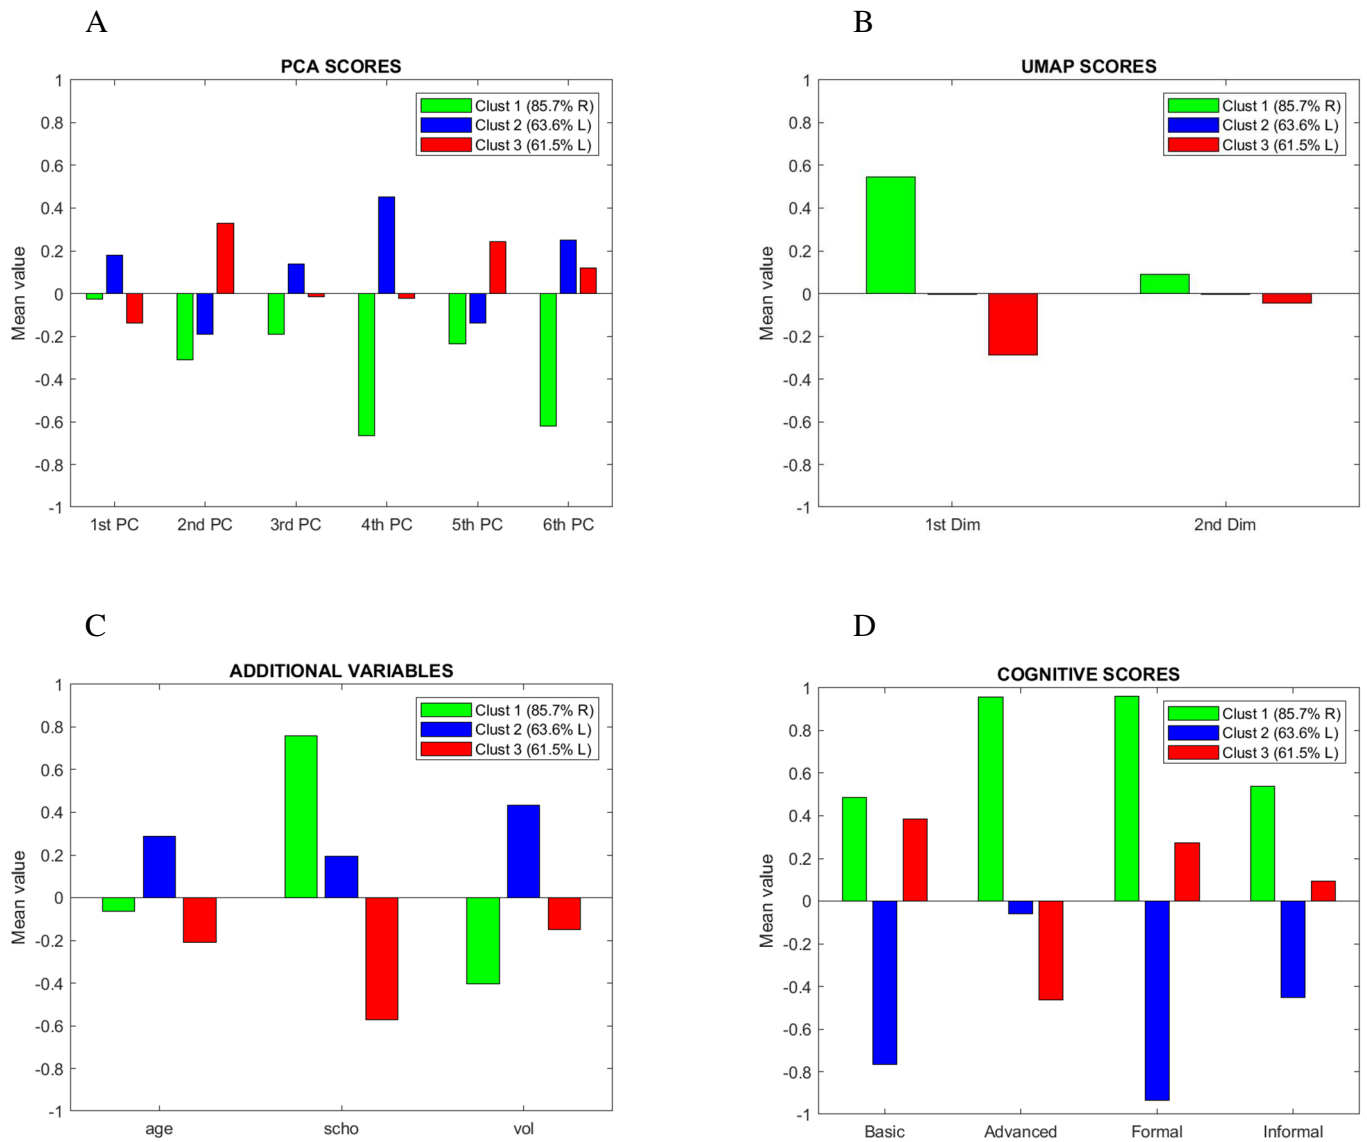 A
PCA SCORES
Clust 1 (85.7% R)
Clust 2 (63.6% L)
Clust 3 (61.5% L)
Mean value
1
0.8
0.6
0.4
0.2
0
-0.2
-0.4
-0.6
-0.8
-1
1st PC 2nd PC 3rd PC 4th PC 5th PC 6th PC
B
UMAP SCORES
Clust 1 (85.7% R)
Clust 2 (63.6% L)
Clust 3 (61.5% L)
Mean value
1
0.8
0.6
0.4
0.2
0
-0.2
-0.4
-0.6
-0.8
-1
1st Dim 2nd Dim
C
ADDITIONAL VARIABLES
Clust 1 (85.7% R)
Clust 2 (63.6% L)
Clust 3 (61.5% L)
Mean value
1
0.8
0.6
0.4
0.2
0
-0.2
-0.4
-0.6
-0.8
-1
age scho vol
D
COGNITIVE SCORES
Clust 1 (85.7% R)
Clust 2 (63.6% L)
Clust 3 (61.5% L)
Mean value
1
0.8
0.6
0.4
0.2
0
-0.2
-0.4
-0.6
-0.8
-1
Basic Advanced Formal Informal